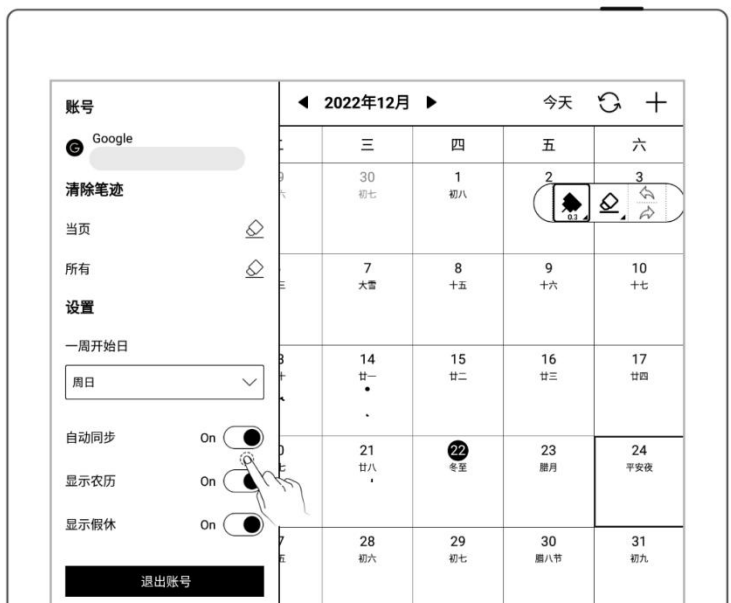 账号
Google
清除笔迹
当页
所有
设置
一周开始日
周日
自动同步 On
显示农历 On
显示假休 On
退出账号
2022年12月 今天
三 四 五 六
30 1 2 3
初七 初八
0.3
7 8 9 10
大雪 十五 十六 十七
14 15 16 17
廿一 廿二 廿三 廿四
21 22 23 24
廿八 冬至 腊月 平安夜
28 29 30 31
初六 初七 腊八节 初九